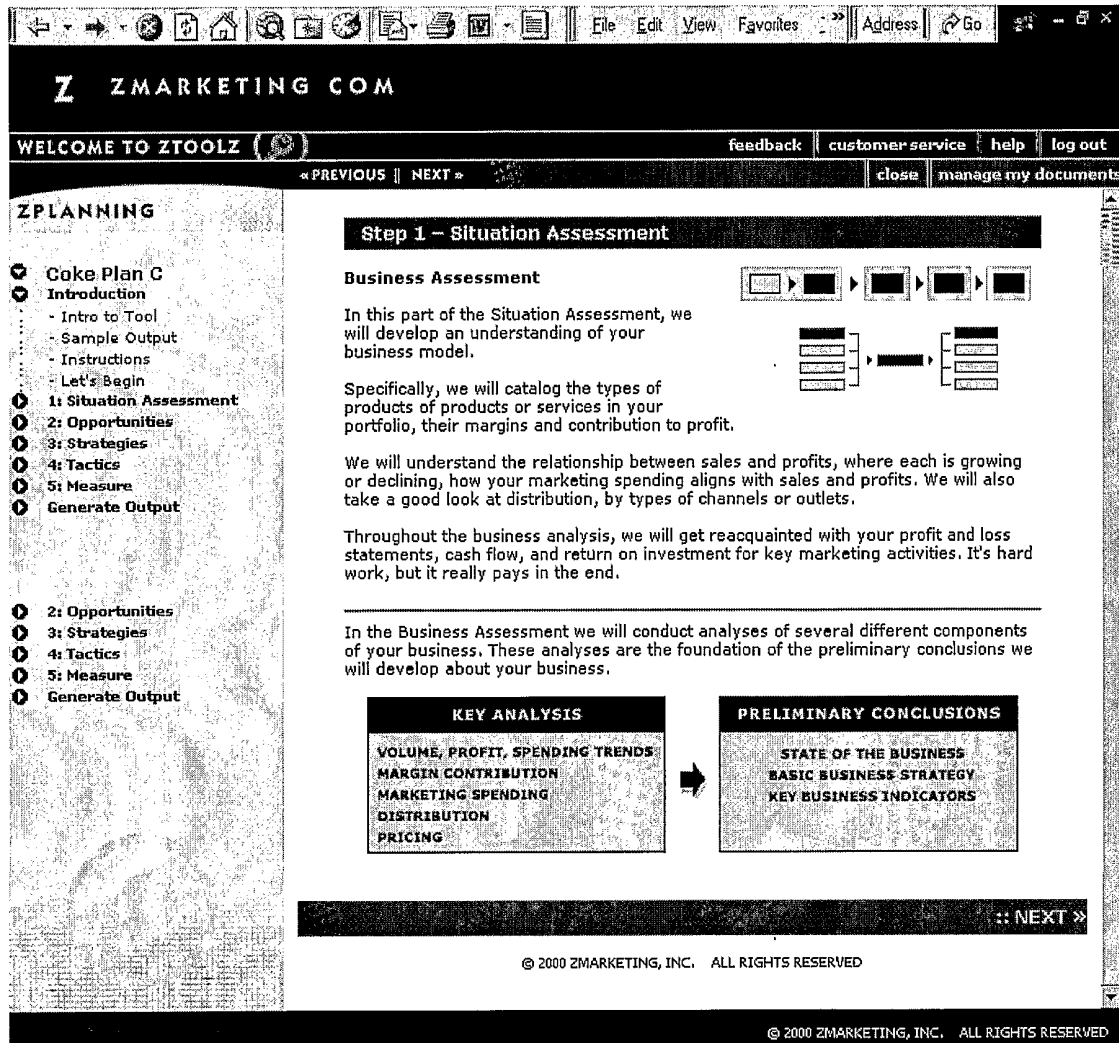 File Edit View Favorites » Address Go
Z ZMARKETING COM
WELCOME TO ZTOOLZ
feedback customer service help log out
« PREVIOUS || NEXT »
close manage my documents
ZPLANNING
Coke Plan C
Introduction
- Intro to Tool
- Sample Output
- Instructions
- Let's Begin
1: Situation Assessment
2: Opportunities
3: Strategies
4: Tactics
5: Measure
Generate Output
2: Opportunities
3: Strategies
4: Tactics
5: Measure
Generate Output
Step 1 – Situation Assessment
Business Assessment
In this part of the Situation Assessment, we
will develop an understanding of your
business model.
Specifically, we will catalog the types of
products of products or services in your
portfolio, their margins and contribution to profit.
We will understand the relationship between sales and profits, where each is growing
or declining, how your marketing spending aligns with sales and profits. We will also
take a good look at distribution, by types of channels or outlets.
Throughout the business analysis, we will get reacquainted with your profit and loss
statements, cash flow, and return on investment for key marketing activities. It's hard
work, but it really pays in the end.
In the Business Assessment we will conduct analyses of several different components
of your business. These analyses are the foundation of the preliminary conclusions we
will develop about your business.
KEY ANALYSIS
VOLUME, PROFIT, SPENDING TRENDS
MARGIN CONTRIBUTION
MARKETING SPENDING
DISTRIBUTION
PRICING
PRELIMINARY CONCLUSIONS
STATE OF THE BUSINESS
BASIC BUSINESS STRATEGY
KEY BUSINESS INDICATORS
:: NEXT »
© 2000 ZMARKETING, INC. ALL RIGHTS RESERVED
© 2000 ZMARKETING, INC. ALL RIGHTS RESERVED